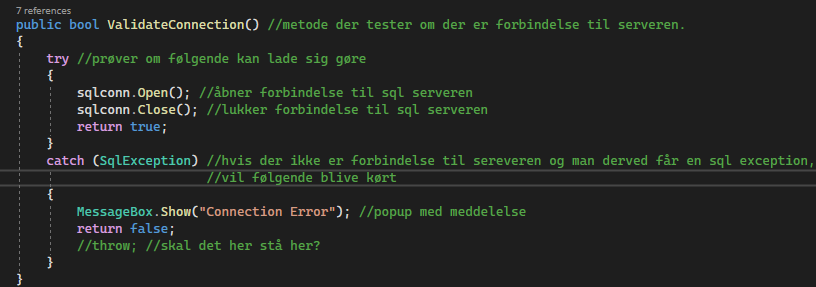 7 references
public bool ValidateConnection() //metode der tester om der er forbindelse til serveren.
{
try //prøver om følgende kan lade sig gøre
{
sqlconn.Open(); //åbner forbindelse til sql serveren
sqlconn.Close(); //lukker forbindelse til sql serveren
return true;
}
catch (SqlException) //hvis der ikke er forbindelse til sereveren og man derved får en sql exception,
//vil følgende blive kørt
{
MessageBox.Show("Connection Error"); //popup med meddelelse
return false;
//throw; //skal det her stå her?
}
}